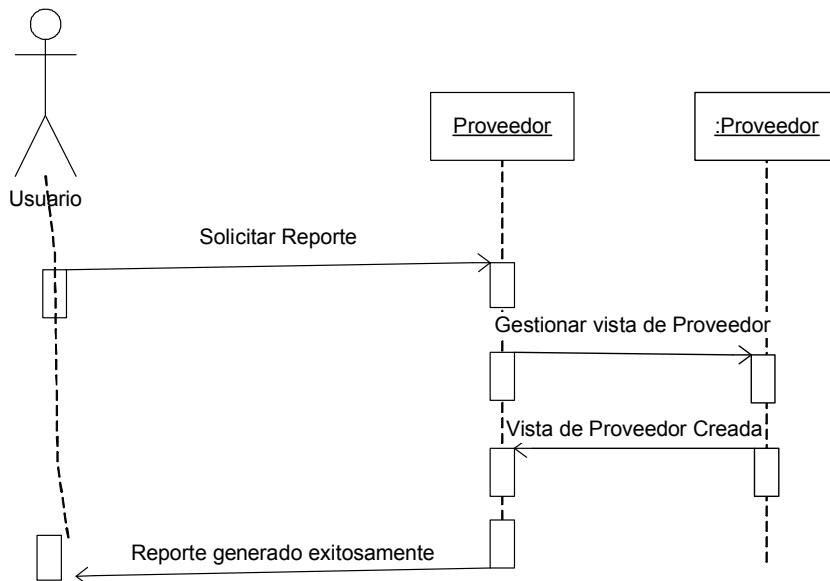 Proveedor
:Proveedor
Usuario
Solicitar Reporte
Gestionar vista de Proveedor
Vista de Proveedor Creada
Reporte generado exitosamente